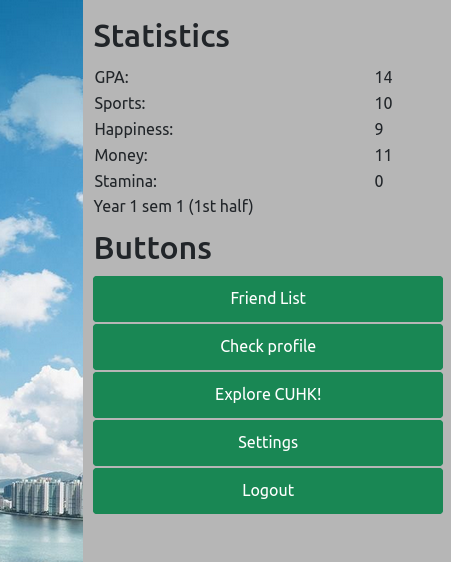 Statistics
GPA: 14
Sports: 10
Happiness: 9
Money: 11
Stamina: 0
Year 1 sem 1 (1st half)
Buttons
Friend List
Check profile
Explore CUHK!
Settings
Logout